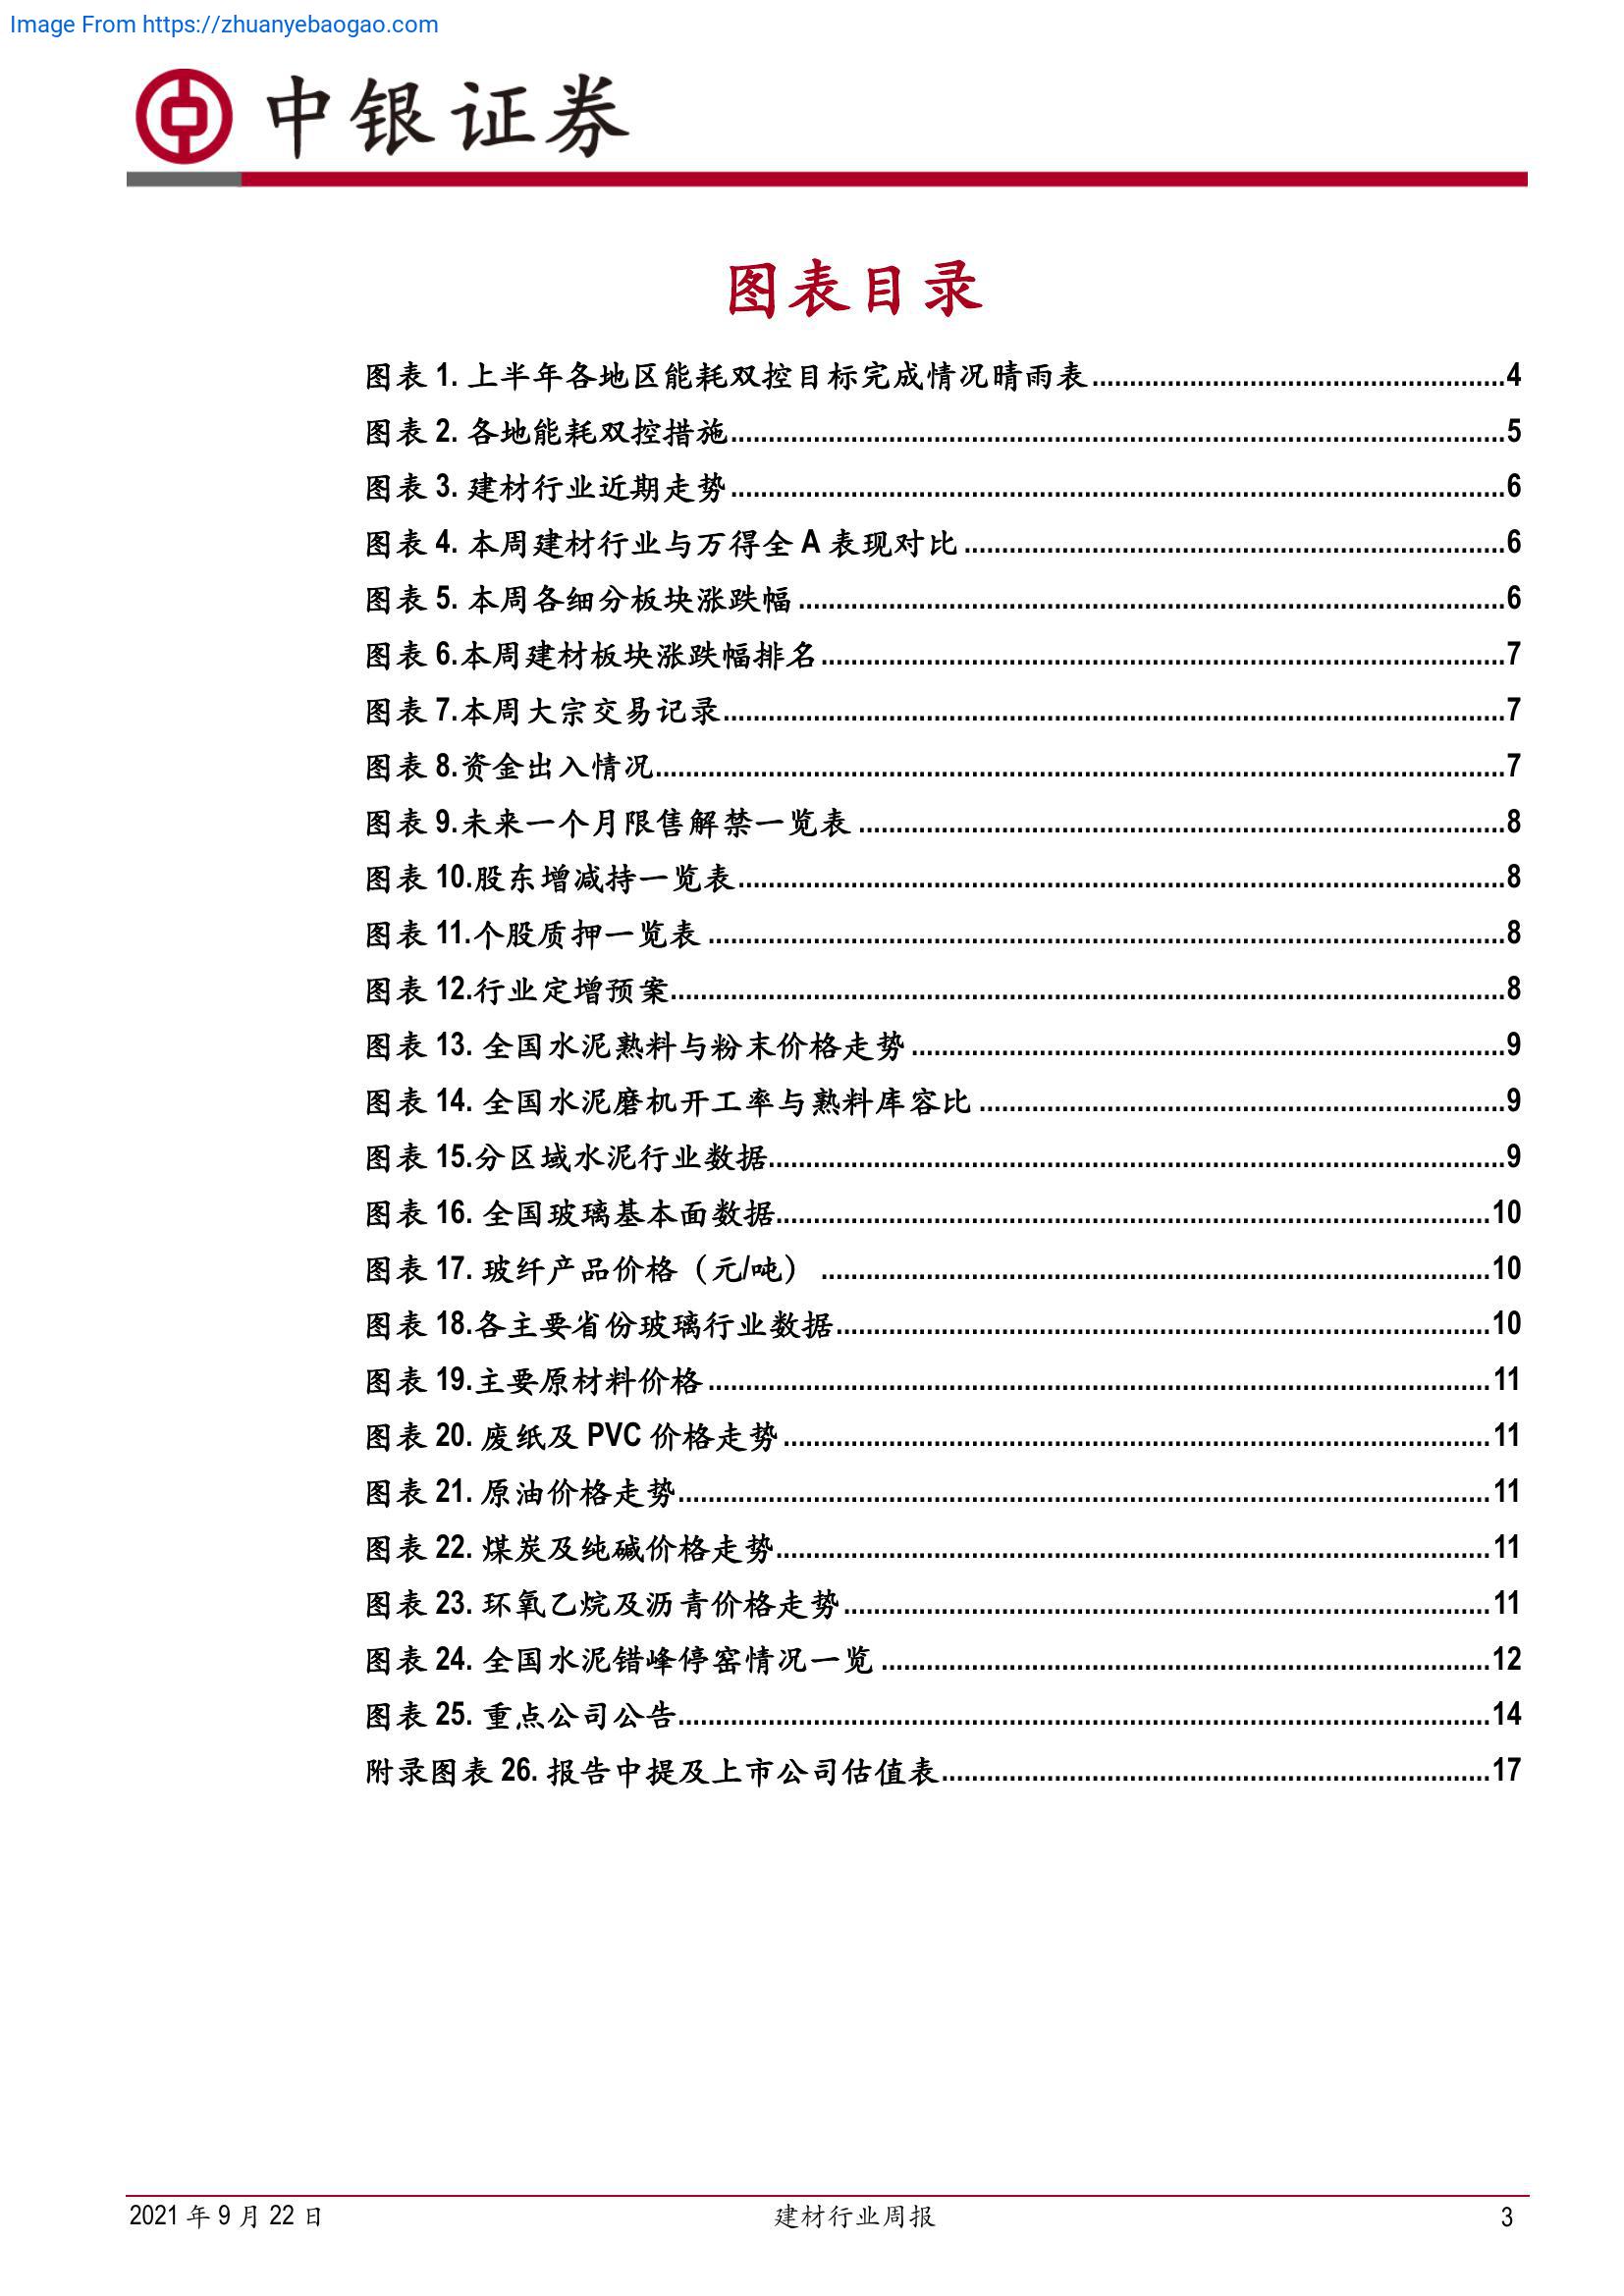 Image From https://zhuanyebaogao.com
中银证券
图表目录
图表 1. 上半年各地区能耗双控目标完成情况晴雨表.......................................................4
图表 2. 各地能耗双控措施.......................................................5
图表 3. 建材行业近期走势.......................................................6
图表 4. 本周建材行业与万得全 A 表现对比.......................................................6
图表 5. 本周各细分板块涨跌幅.......................................................6
图表 6.本周建材板块涨跌幅排名.......................................................7
图表 7.本周大宗交易记录.......................................................7
图表 8.资金出入情况.......................................................7
图表 9.未来一个月限售解禁一览表.......................................................8
图表 10.股东增减持一览表.......................................................8
图表 11.个股质押一览表.......................................................8
图表 12.行业定增预案.......................................................8
图表 13. 全国水泥熟料与粉末价格走势.......................................................9
图表 14. 全国水泥磨机开工率与熟料库容比.......................................................9
图表 15.分区域水泥行业数据.......................................................9
图表 16. 全国玻璃基本面数据.......................................................10
图表 17. 玻纤产品价格（元/吨）.......................................................10
图表 18.各主要省份玻璃行业数据.......................................................10
图表 19.主要原材料价格.......................................................11
图表 20. 废纸及 PVC 价格走势.......................................................11
图表 21. 原油价格走势.......................................................11
图表 22. 煤炭及纯碱价格走势.......................................................11
图表 23. 环氧乙烷及沥青价格走势.......................................................11
图表 24. 全国水泥错峰停窑情况一览.......................................................12
图表 25. 重点公司公告.......................................................14
附录图表 26. 报告中提及上市公司估值表.......................................................17
2021 年 9 月 22 日 建材行业周报 3